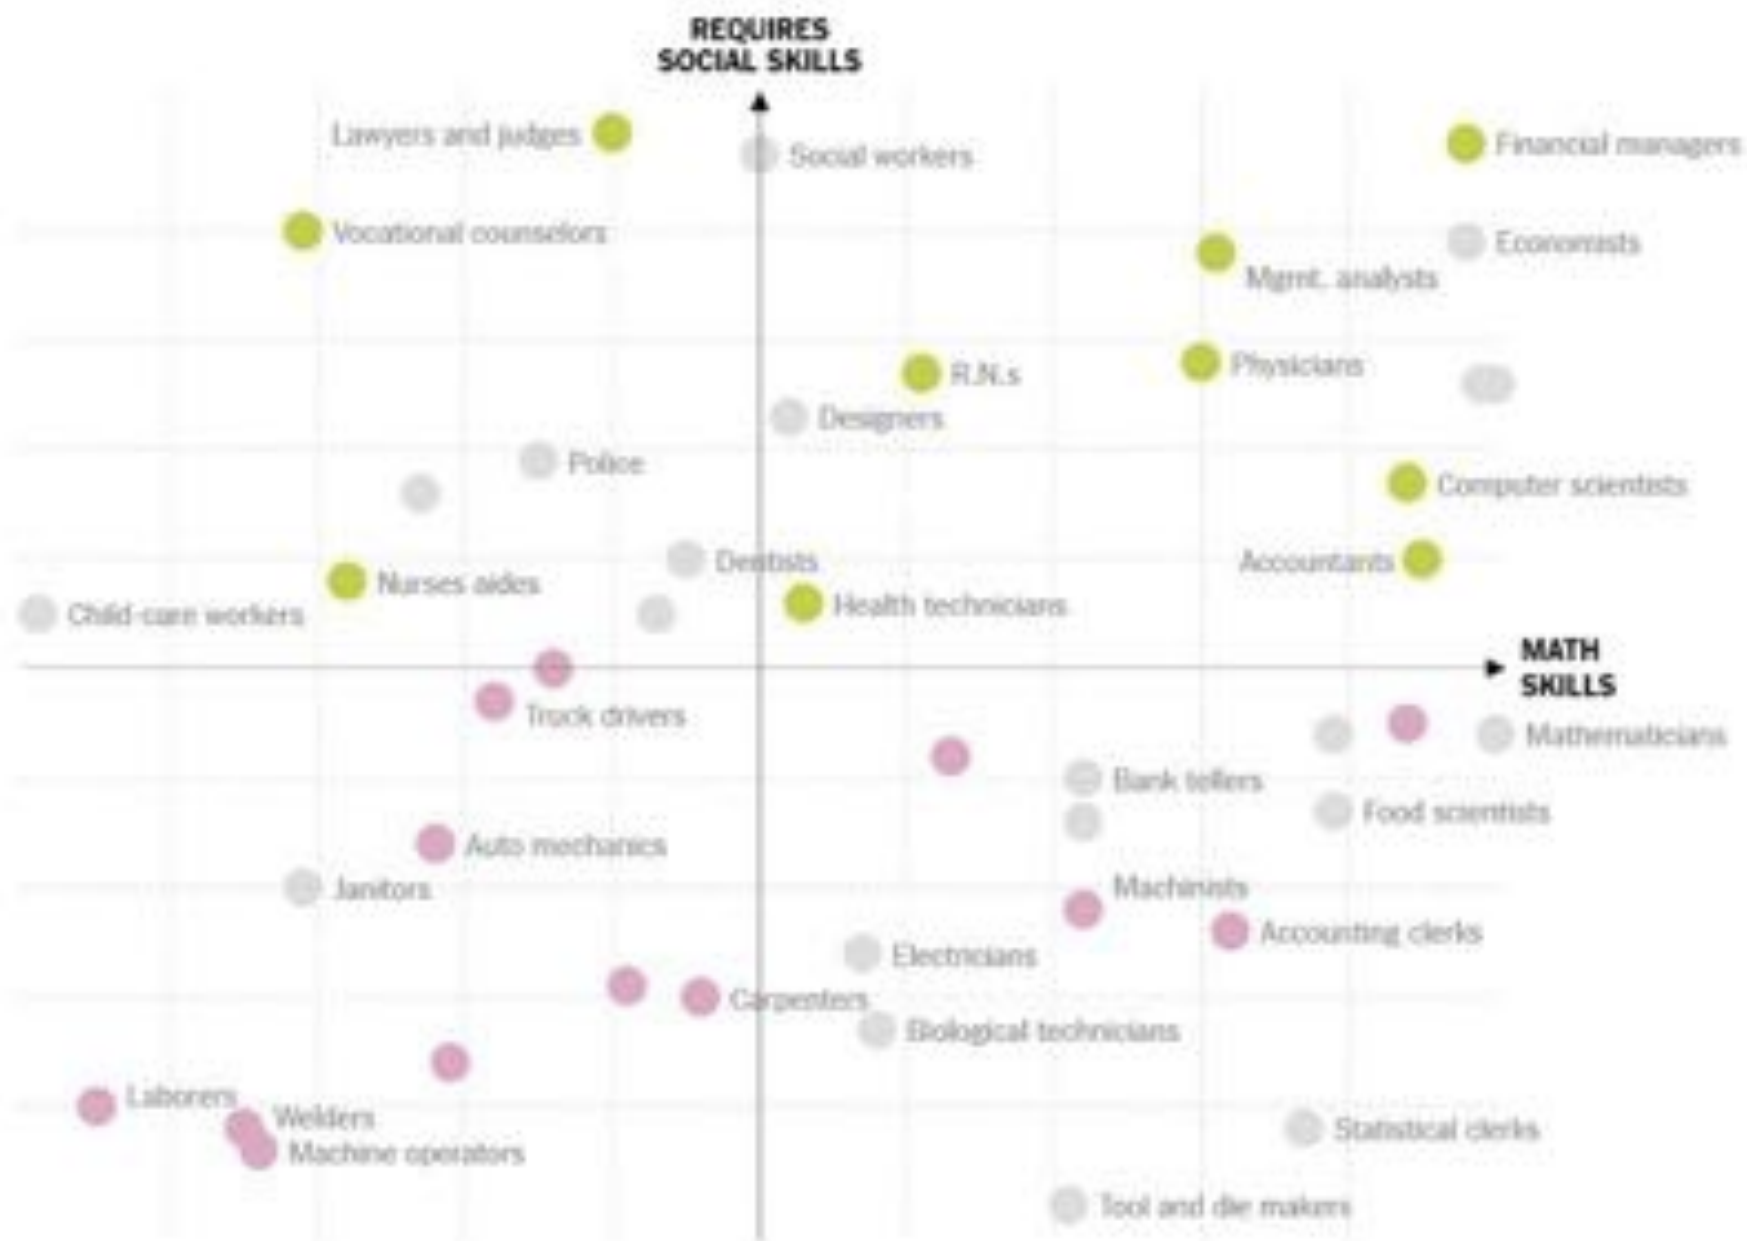 REQUIRES
SOCIAL SKILLS
Lawyers and judges
Social workers
Financial managers
Vocational counselors
Economists
Mgmt. analysts
Physicians
R.N.s
Designers
Police
Computer scientists
Dentists
Accountants
Nurses aides
Health technicians
Child-care workers
MATH
SKILLS
Truck drivers
Mathematicians
Bank tellers
Food scientists
Auto mechanics
Janitors
Machinists
Accounting clerks
Electricians
Carpenters
Biological technicians
Laborers
Welders
Machine operators
Statistical clerks
Tool and die makers